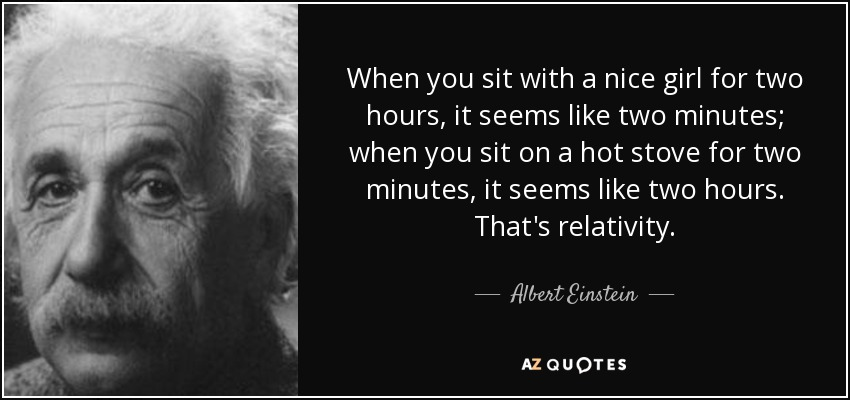 When you sit with a nice girl for two
hours, it seems like two minutes;
when you sit on a hot stove for two
minutes, it seems like two hours.
That's relativity.
Albert Einstein
AZ QUOTES